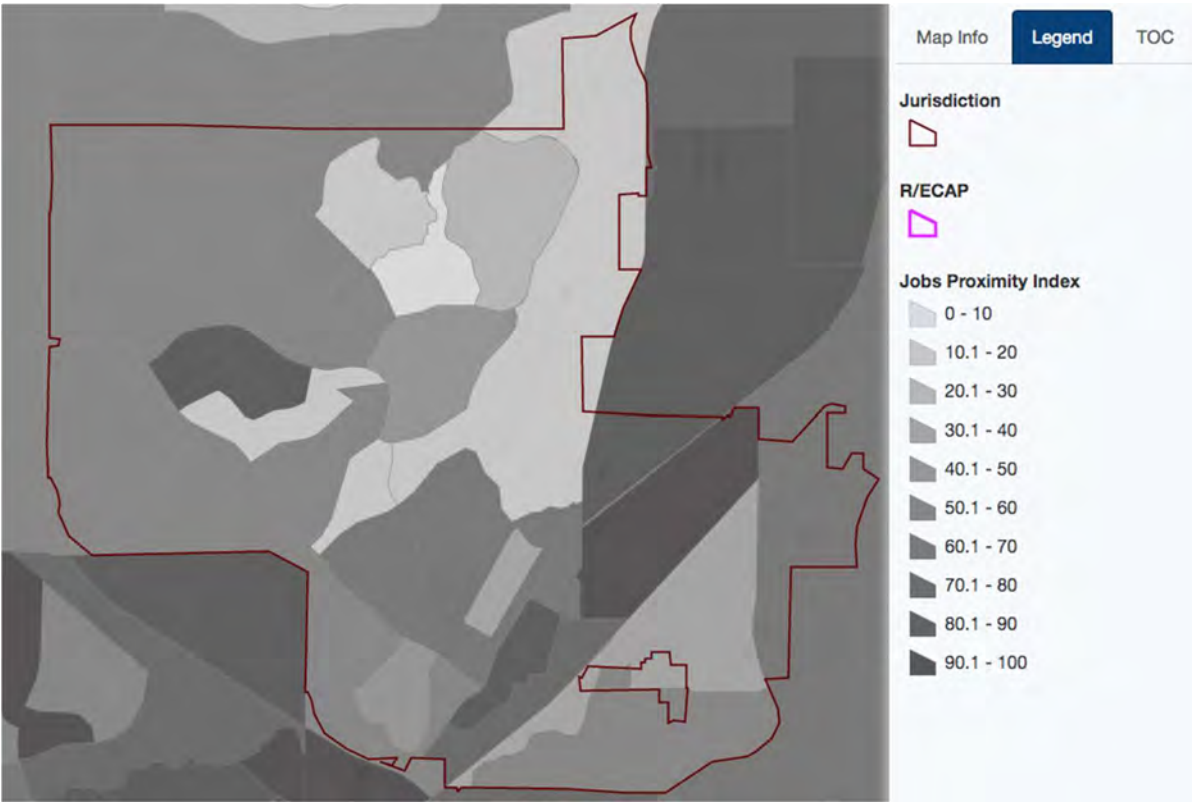 Map Info Legend TOC
Jurisdiction
R/ECAP
Jobs Proximity Index
0 - 10
10.1 - 20
20.1 - 30
30.1 - 40
40.1 - 50
50.1 - 60
60.1 - 70
70.1 - 80
80.1 - 90
90.1 - 100